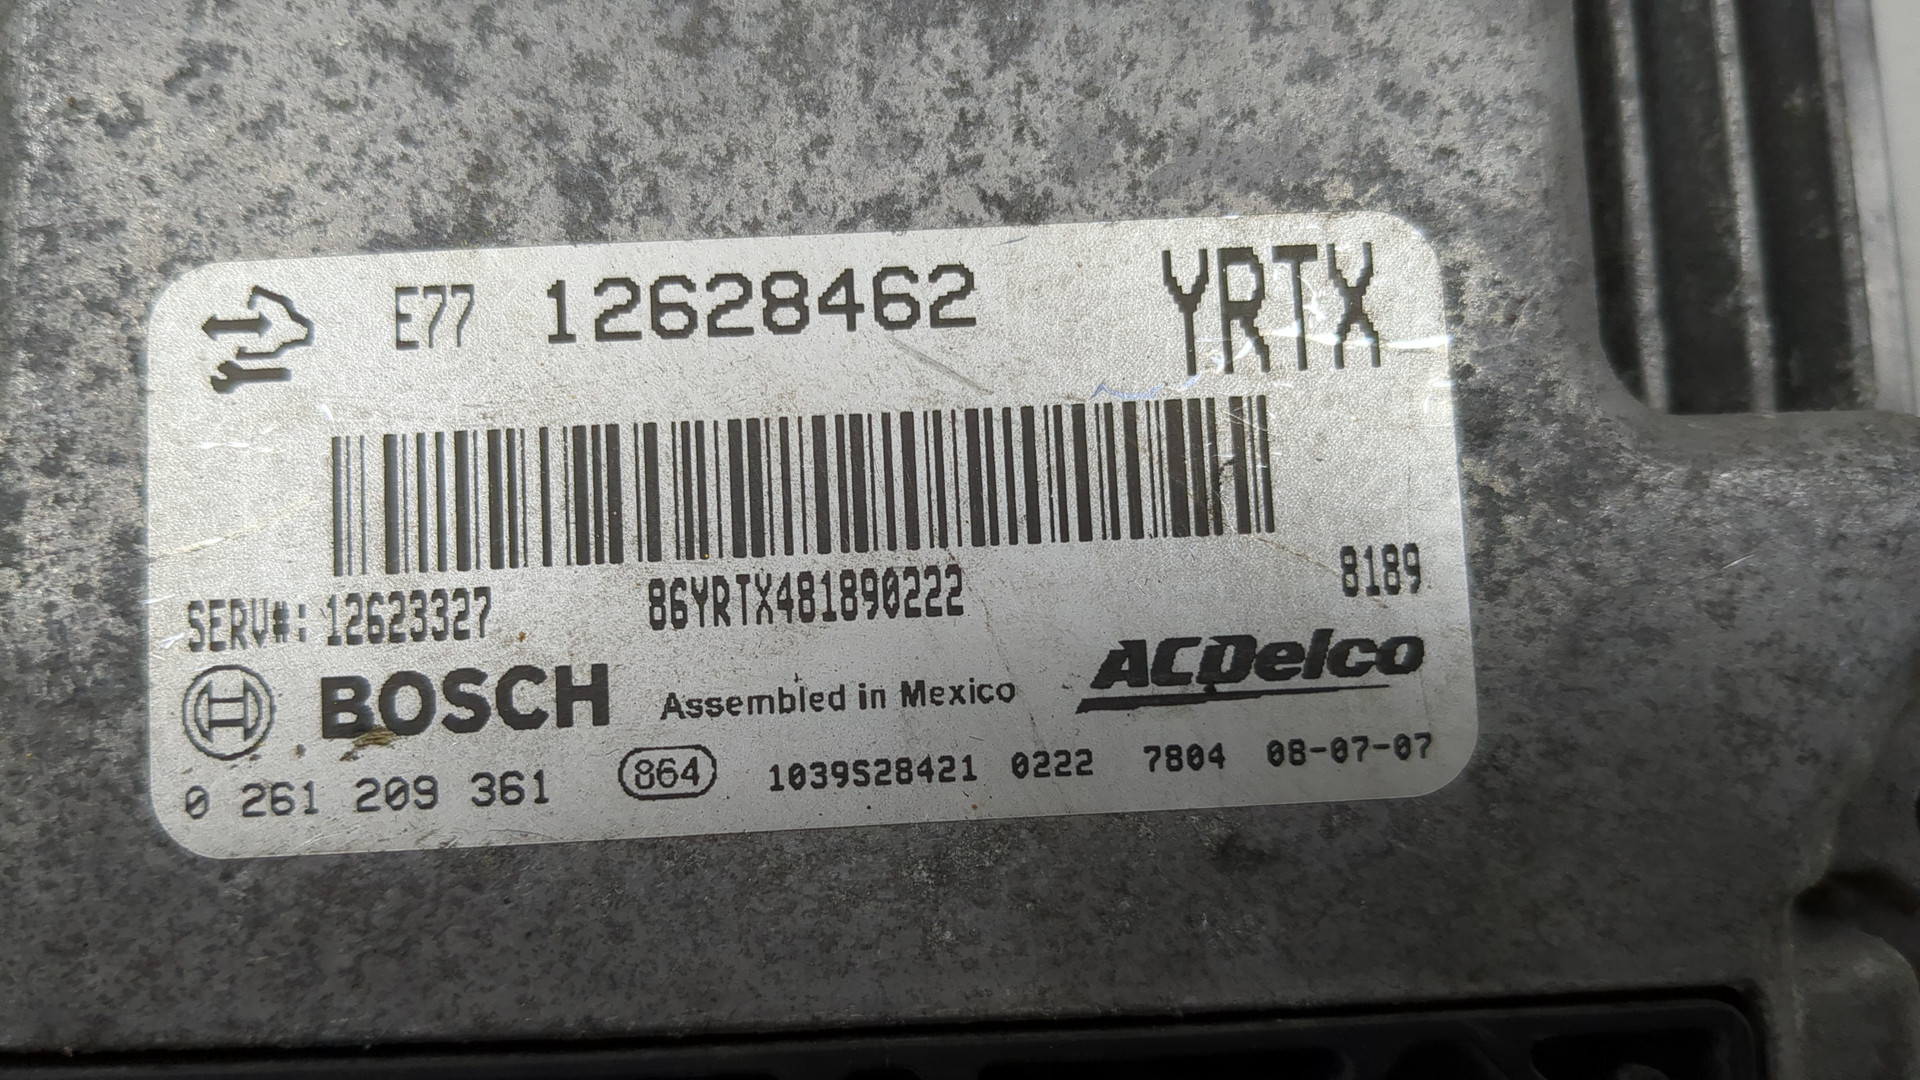 E77 12628462 YRTX
SERV#: 12623327 86YRTX481890222 8189
BOSCH Assembled in Mexico ACDelco
0 261 209 361 864 1039S28421 0222 7804 08-07-07